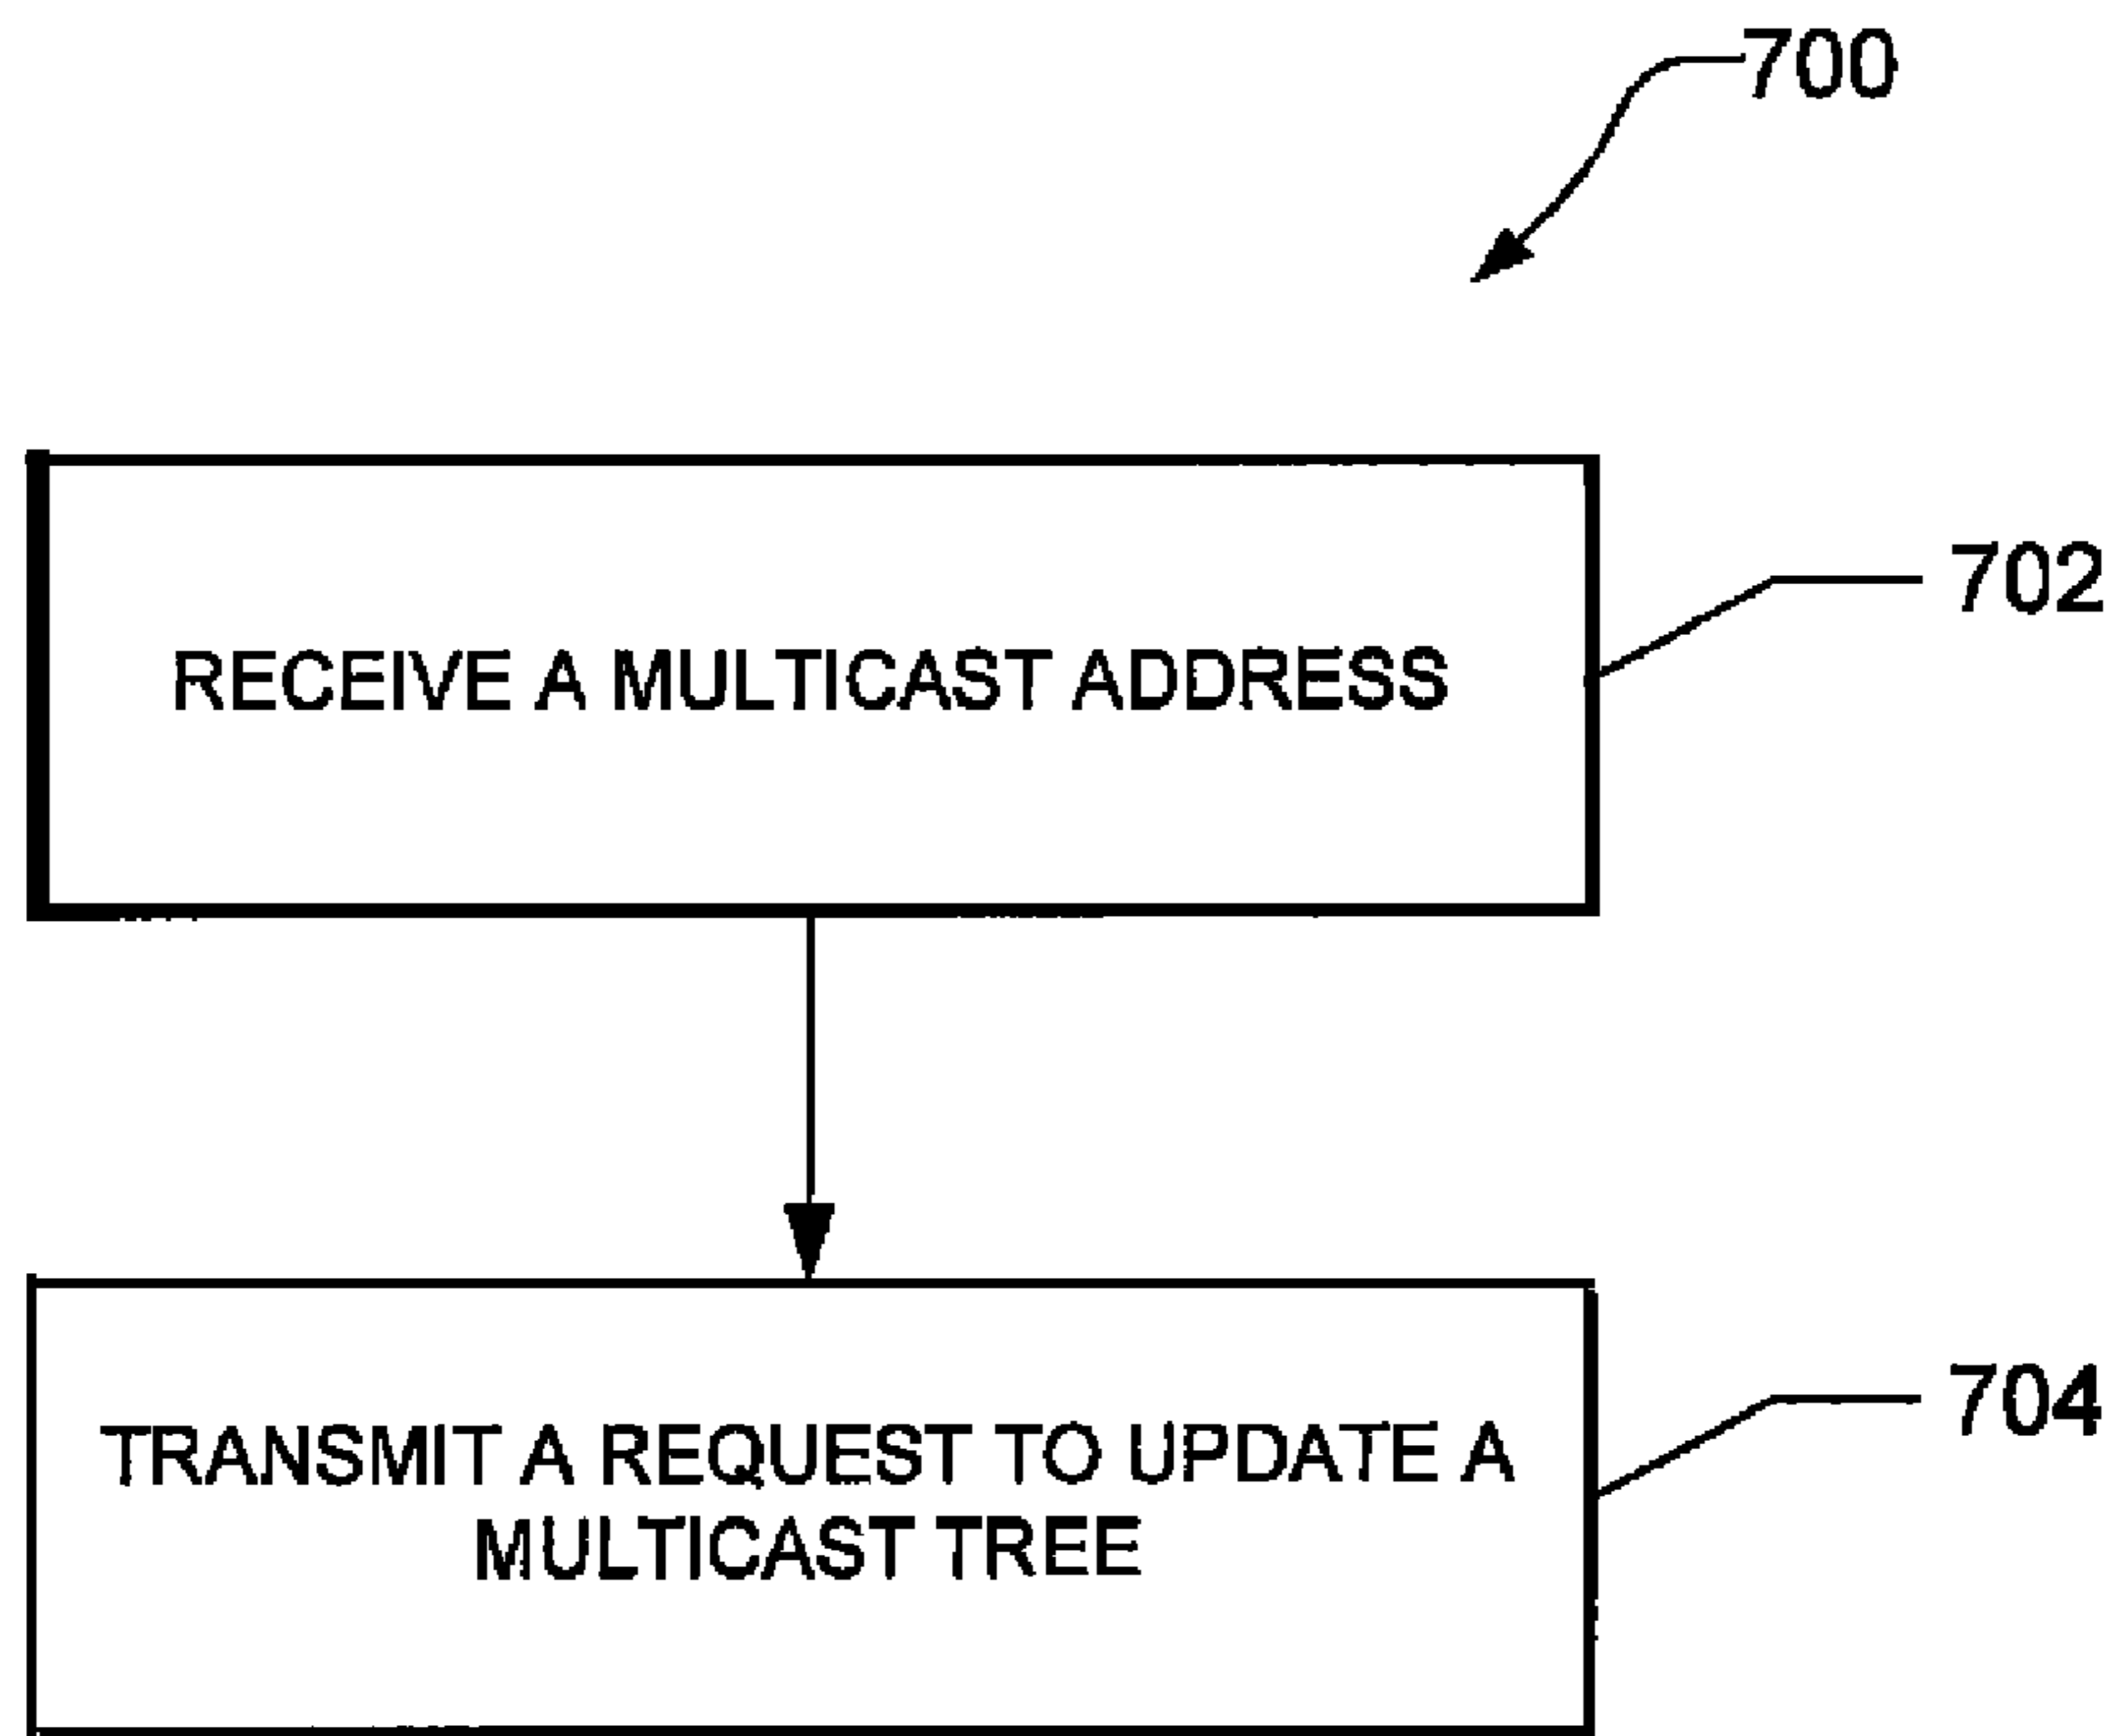 700
702
RECEIVE A MULTICAST ADDRESS
704
TRANSMIT A REQUEST TO UPDATE A
MULTICAST TREE